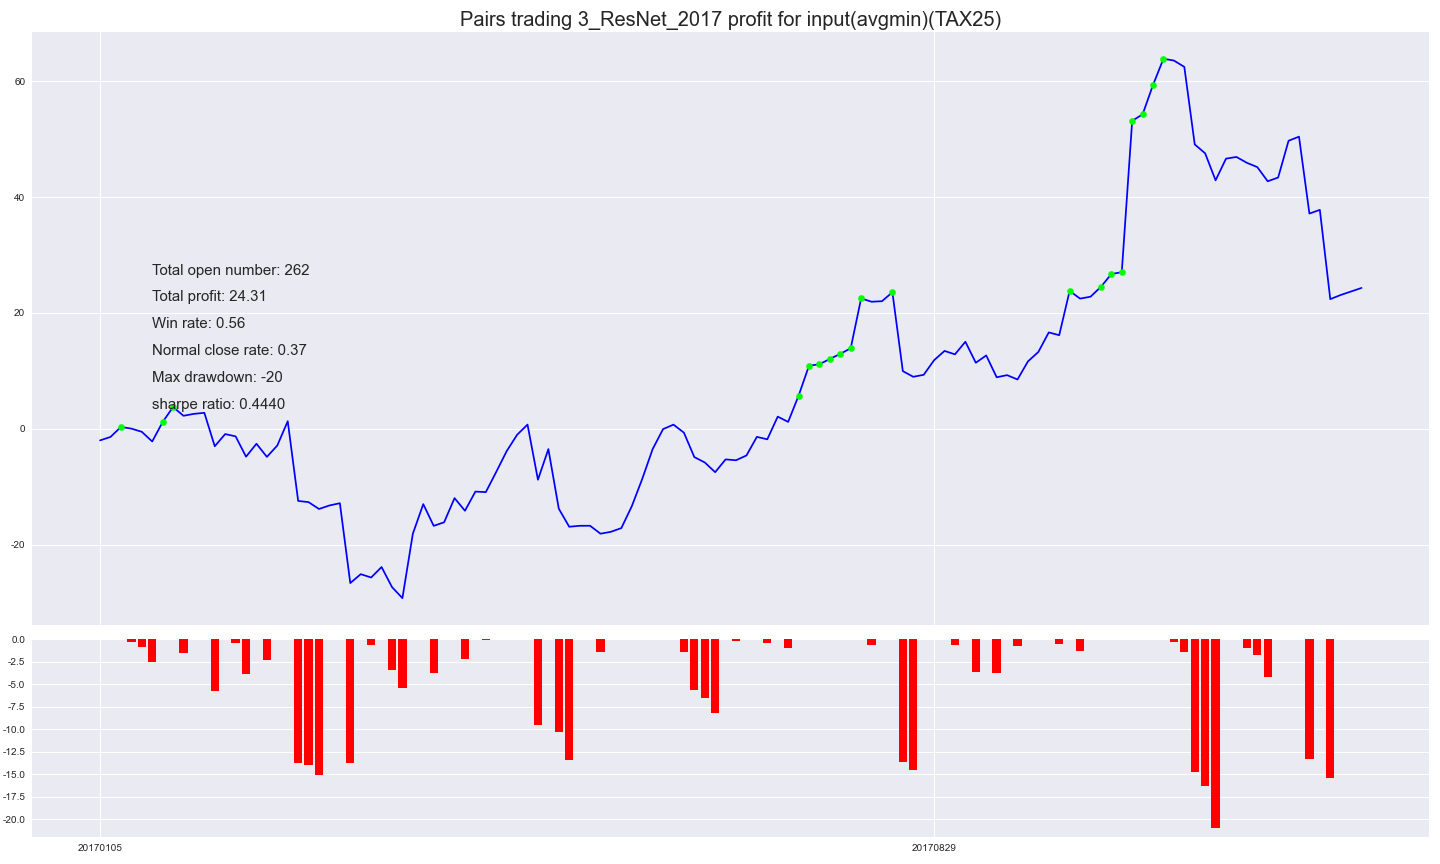 Pairs trading 3_ResNet_2017 profit for input(avgmin)(TAX25)
60
40
20
0
-20
Total open number: 262
Total profit: 24.31
Win rate: 0.56
Normal close rate: 0.37
Max drawdown: -20
sharpe ratio: 0.4440
0.0
-2.5
-5.0
-7.5
-10.0
-12.5
-15.0
-17.5
-20.0
20170105
20170829